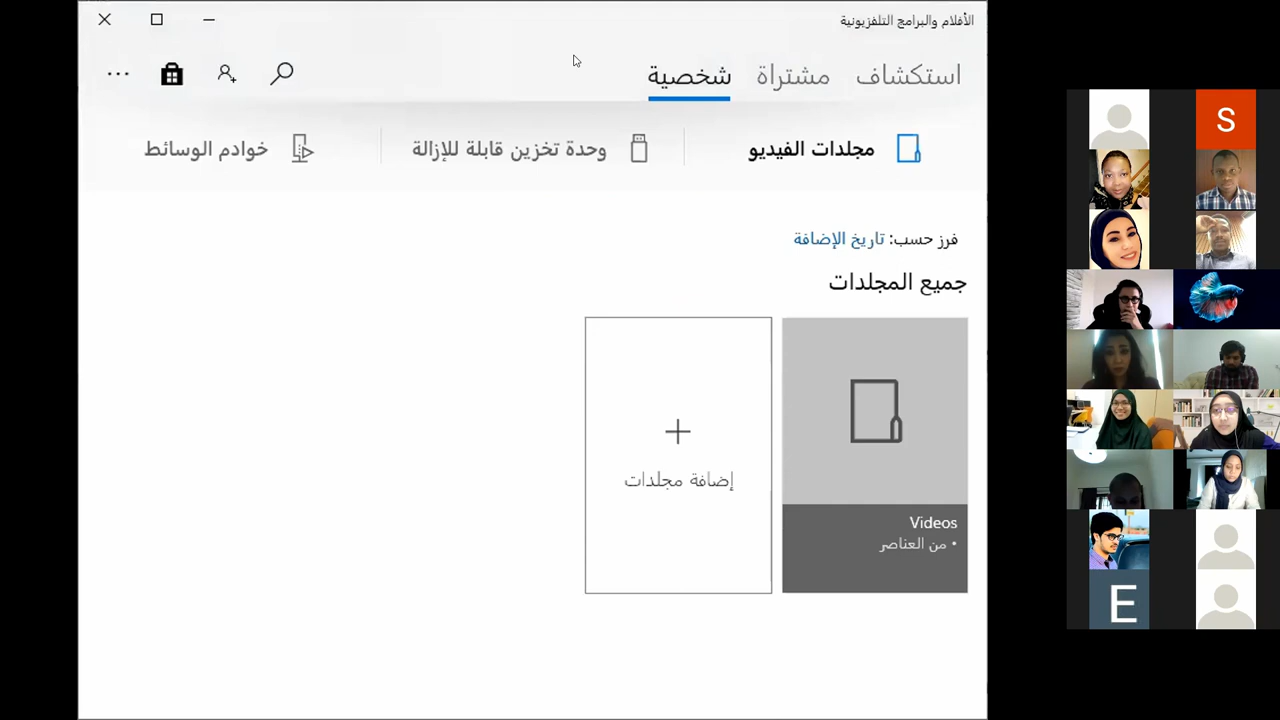 الأفلام والبرامج التلفزيونية
استكشاف
مشتراة
شخصية
مجلدات الفيديو
وحدة تخزين قابلة للإزالة
خوادم الوسائط
فرز حسب: تاريخ الإضافة
جميع المجلدات
Videos
٠ من العناصر
إضافة مجلدات
S
E